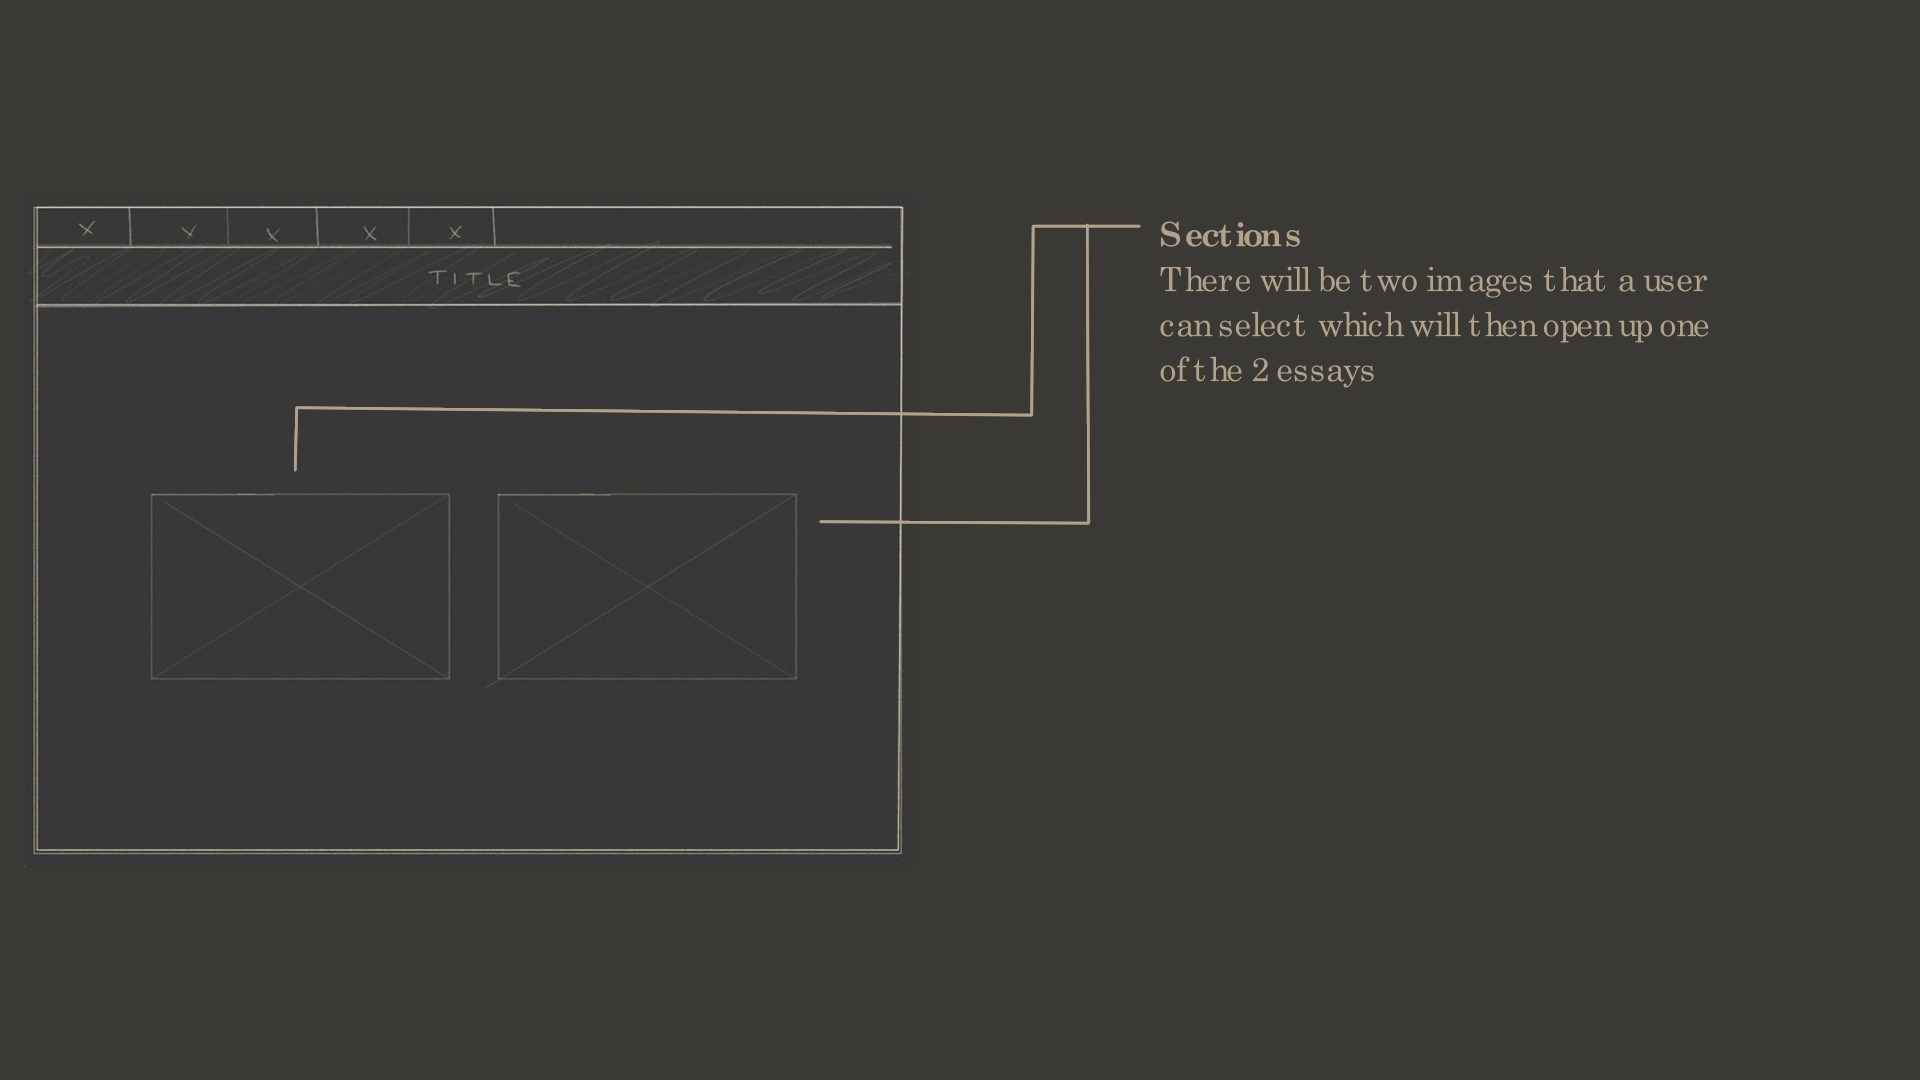 x x x x x
TITLE
Sections
There will be two images that a user
can select which will then open up one
of the 2 essays